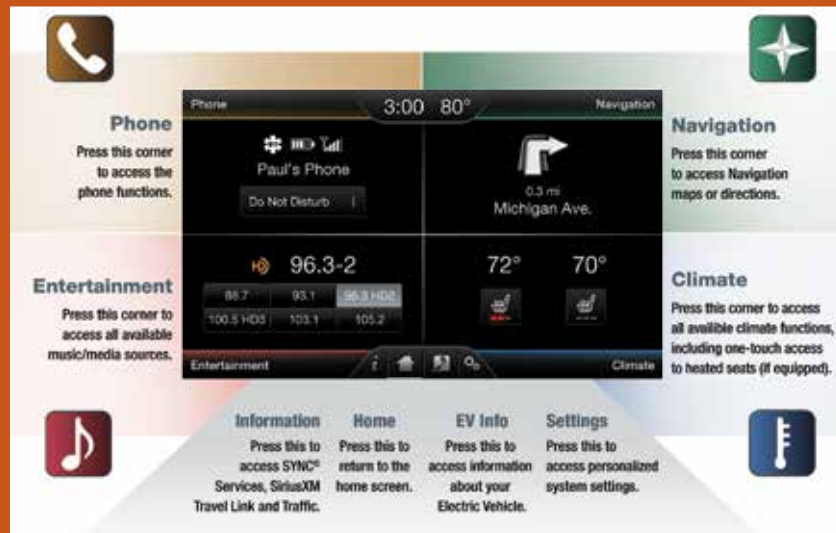 Phone
Press this corner
to access the
phone functions.
Entertainment
Press this corner to
access all available
music/media sources.
Phone
3:00 80°
Navigation
Paul's Phone
Do Not Disturb
0.3 mi
Michigan Ave.
96.3-2
88.7 93.1 96.3 HD2
100.5 HD3 103.1 105.2
72° 70°
Entertainment
i
Climate
Navigation
Press this corner
to access Navigation
maps or directions.
Climate
Press this corner to access
all availible climate functions,
including one-touch access
to heated seats (if equipped).
Information
Press this to
access SYNC®
Services, SiriusXM
Travel Link and Traffic.
Home
Press this to
return to the
home screen.
EV Info
Press this to
access information
about your
Electric Vehicle.
Settings
Press this to
access personalized
system settings.